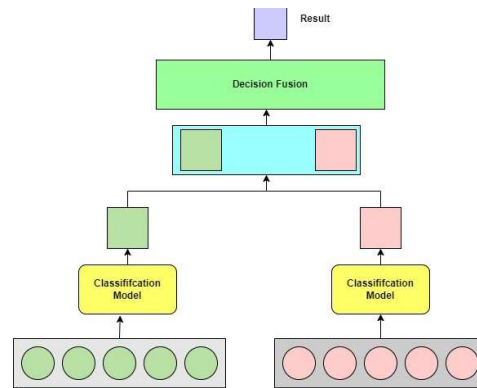 Result
Decision Fusion
Classififcation
Model
Classififcation
Model